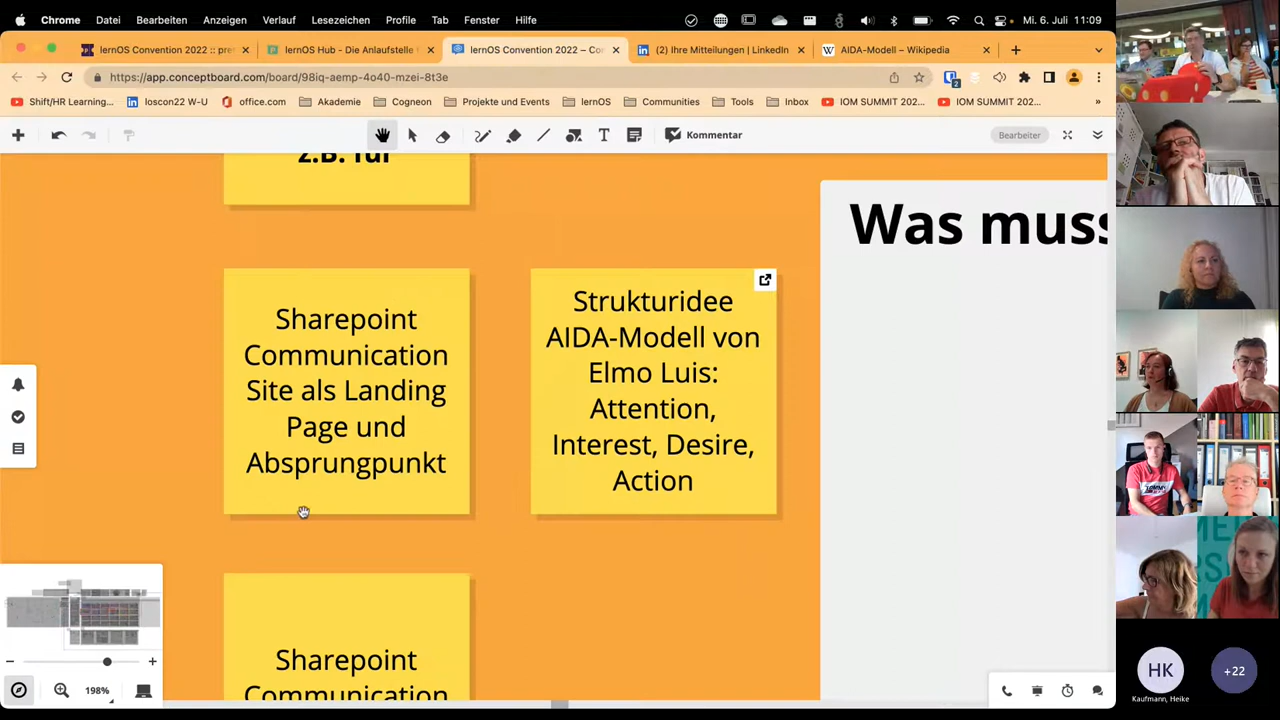 Chrome Datei Bearbeiten Anzeigen Verlauf Lesezeichen Profile Tab Fenster Hilfe Mi. 6. Juli 11:09
lernOS Convention 2022 :: pre
lernOS Hub - Die Anlaufstelle
lernOS Convention 2022 – Co
(2) Ihre Mitteilungen | LinkedIn
AIDA-Modell – Wikipedia
https://app.conceptboard.com/board/98iq-aemp-4o40-mzei-8t3e
2
Shift/HR Learning... loscon22 W-U office.com Akademie Cogneon Projekte und Events lernOS Communities Tools Inbox IOM SUMMIT 202... IOM SUMMIT 202... »
Kommentar
Bearbeiter
z.B. für
Was muss
Sharepoint
Communication
Site als Landing
Page und
Absprungpunkt
Strukturidee
AIDA-Modell von
Elmo Luis:
Attention,
Interest, Desire,
Action
Sharepoint
Communication
198%
HK
Kaufmann, Heike
+22